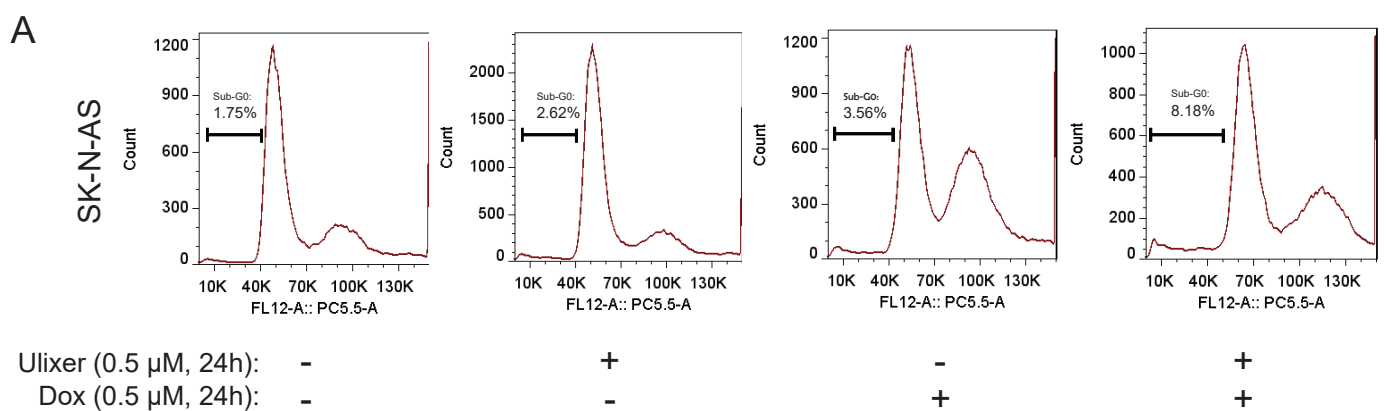 A
SK-N-AS
Count
1200
900
600
300
0
Sub-G0:
1.75%
10K 40K 70K 100K 130K
FL12-A:: PC5.5-A
Count
2000
1500
1000
500
0
Sub-G0:
2.62%
10K 40K 70K 100K 130K
FL12-A:: PC5.5-A
Count
1200
900
600
300
0
Sub-G0:
3.56%
10K 40K 70K 100K 130K
FL12-A:: PC5.5-A
Count
1000
800
600
400
200
0
Sub-G0:
8.18%
10K 40K 70K 100K 130K
FL12-A:: PC5.5-A
Ulixer (0.5 µM, 24h): - + - +
Dox (0.5 µM, 24h): - - + +